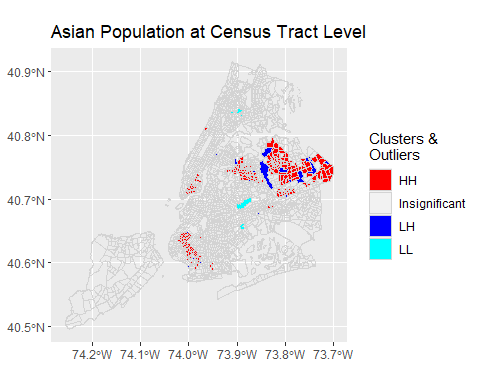 Asian Population at Census Tract Level
40.9°N
40.8°N
40.7°N
40.6°N
40.5°N
74.2°W 74.1°W 74.0°W 73.9°W 73.8°W 73.7°W
Clusters &
Outliers
HH
Insignificant
LH
LL